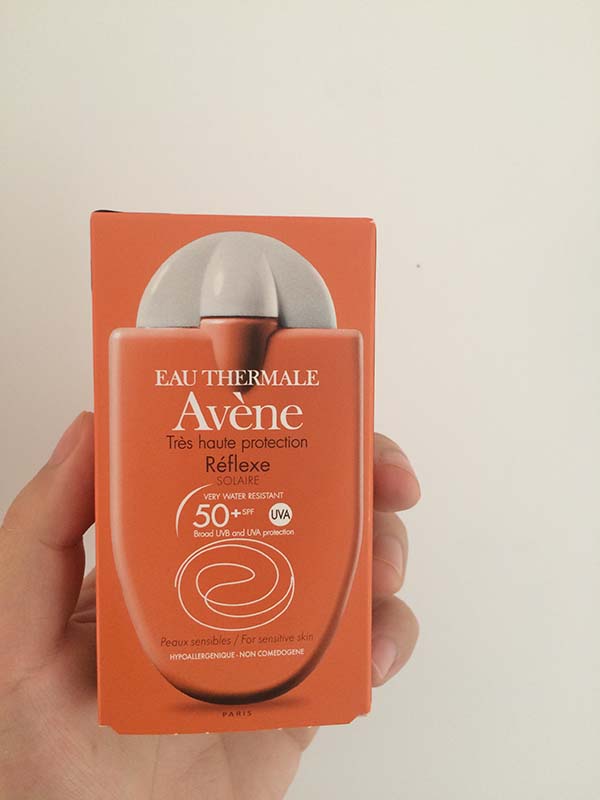 EAU THERMALE
Avène
Très haute protection
Réflexe
SOLAIRE
VERY WATER RESISTANT
50+ SPF UVA
Broad UVB and UVA protection
Peaux sensibles / For sensitive skin
HYPOALLERGENIQUE - NON COMEDOGENE
PARIS